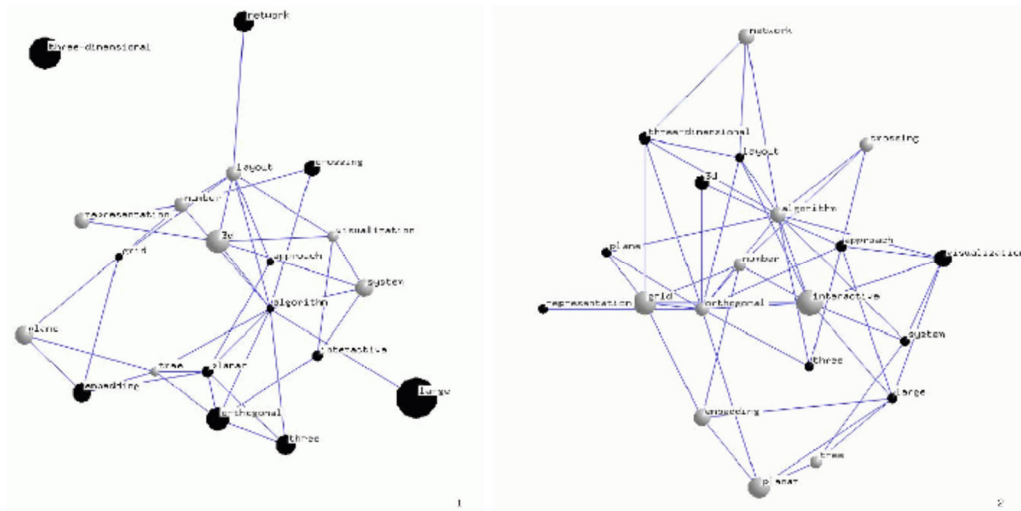 network
three-dimensional
layout
crossing
number
representation
3d
visualization
grid
approach
system
algorithm
plane
interactive
tree
planar
embedding
large
orthogonal
three
1
network
three-dimensional
crossing
layout
3d
algorithm
plane
approach
visualization
number
grid
interactive
representation
orthogonal
system
three
large
embedding
tree
planar
2